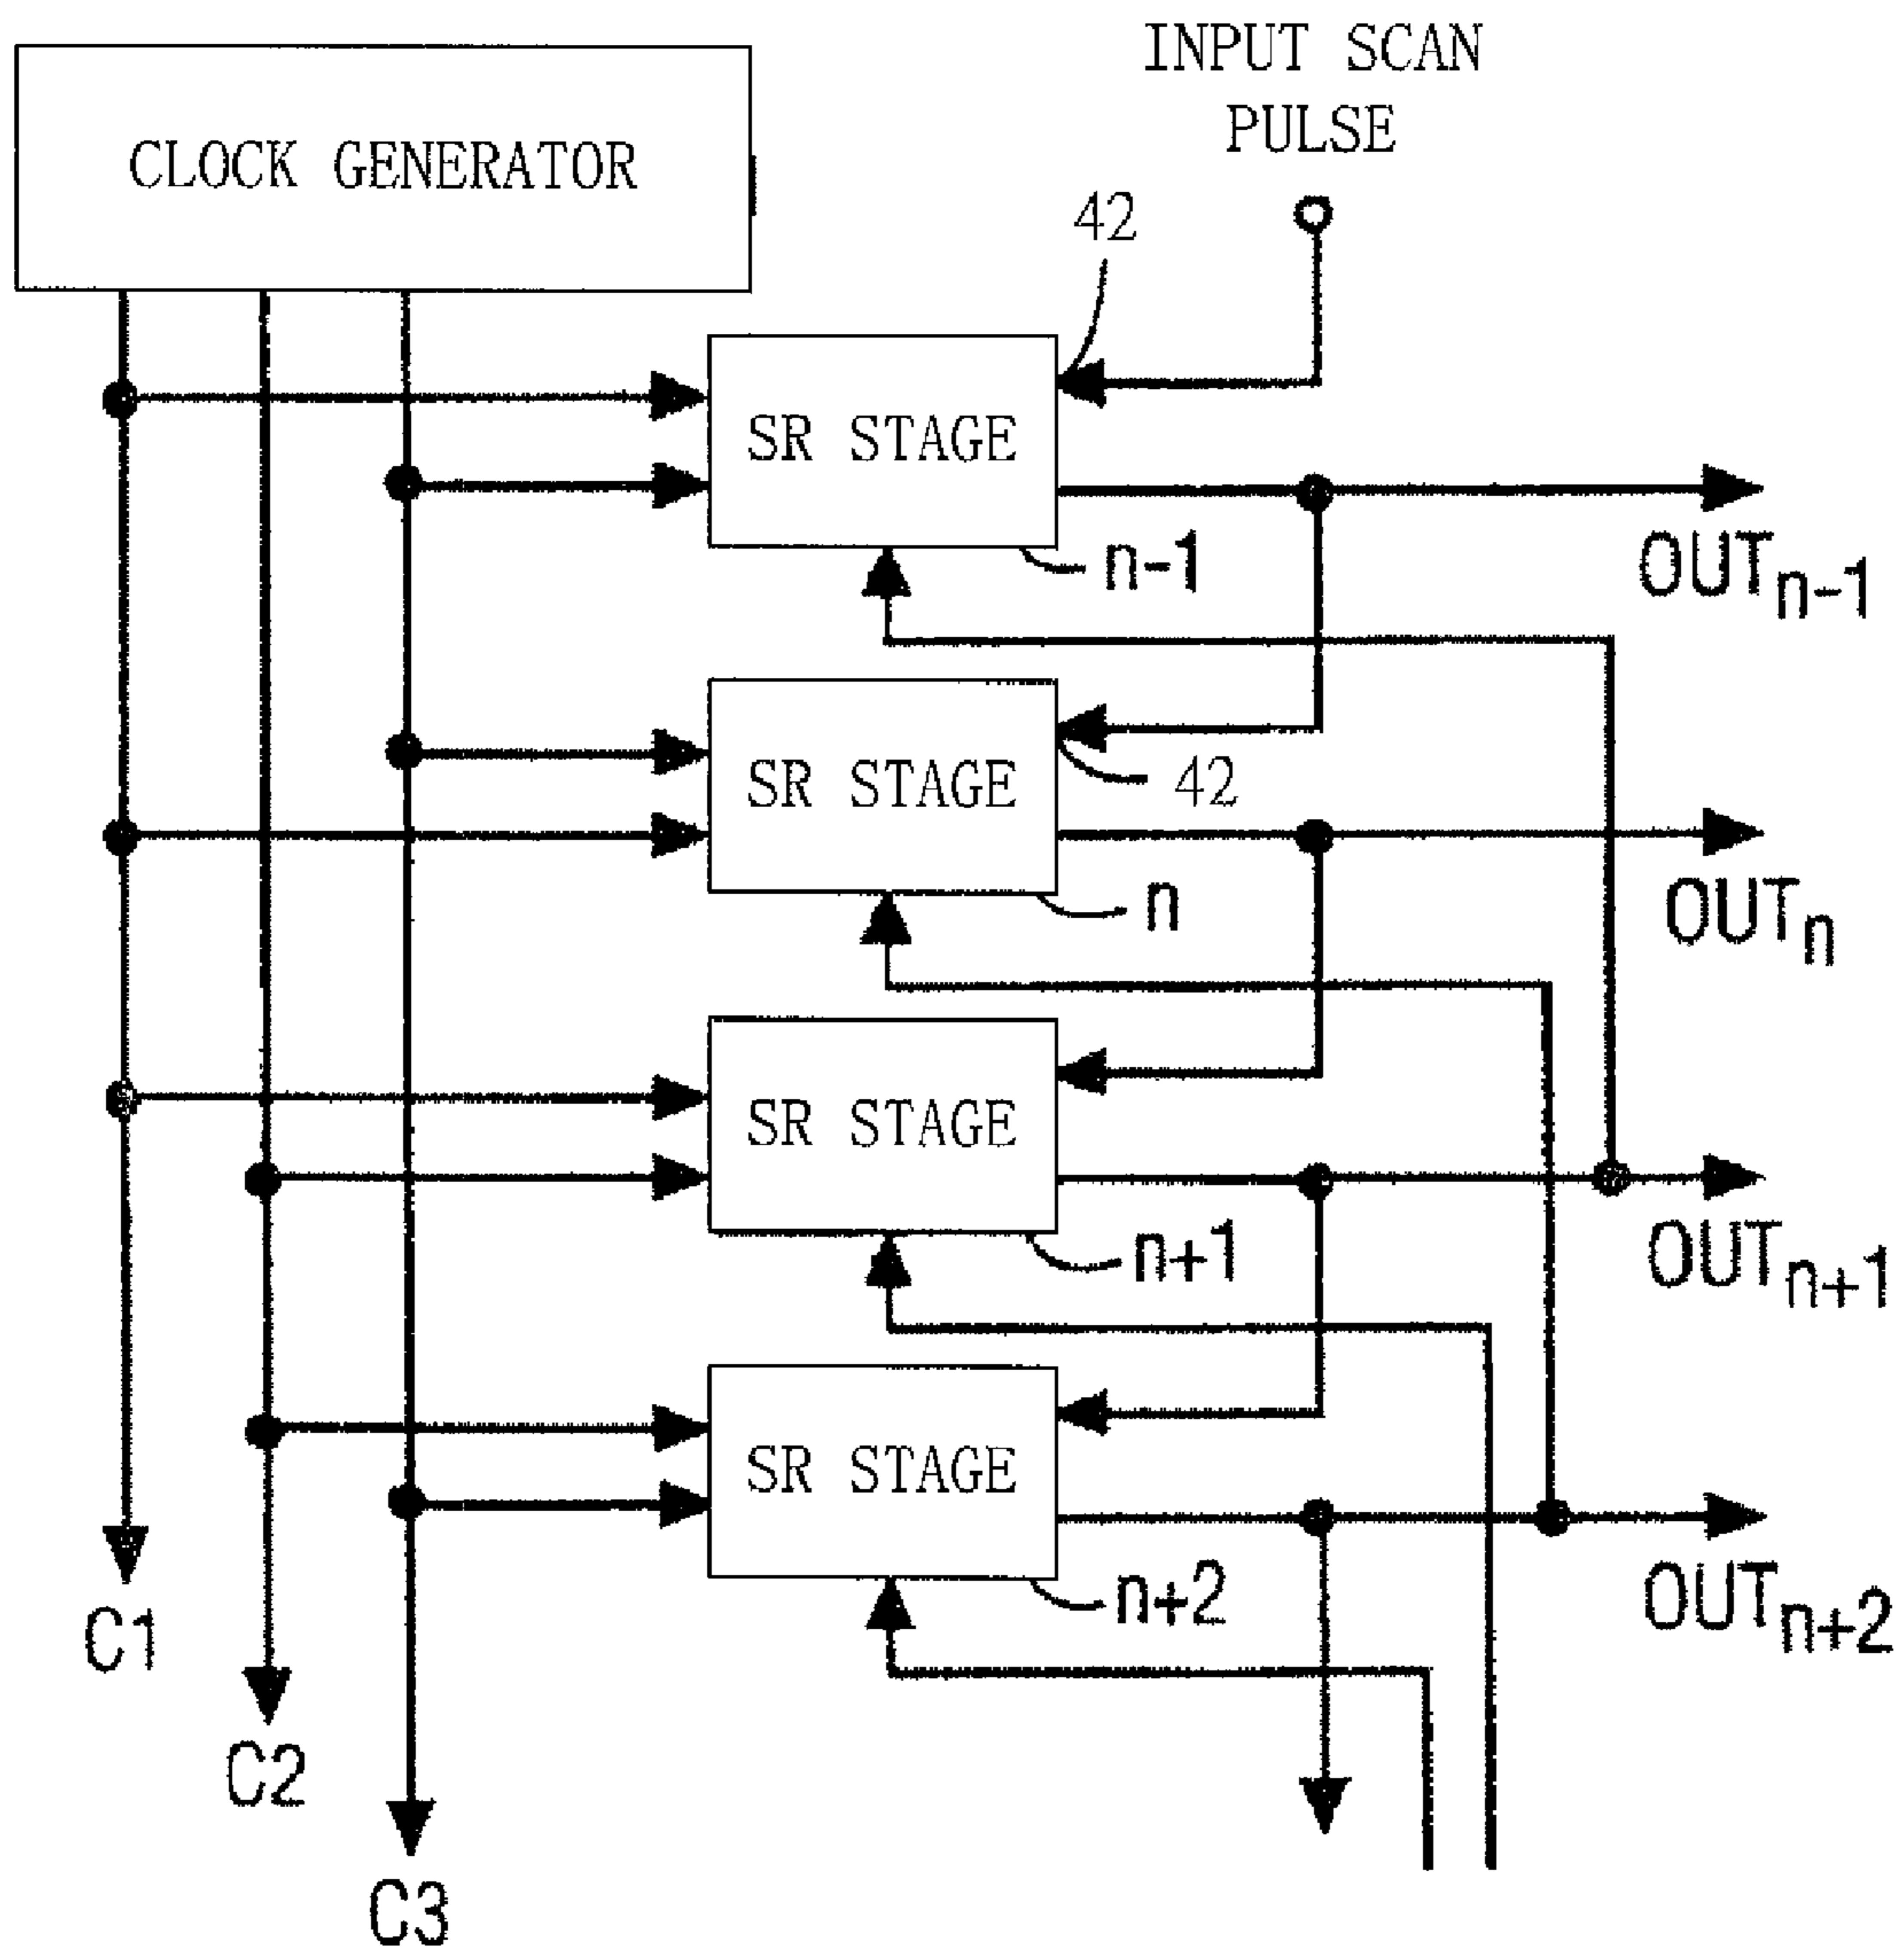 INPUT SCAN
PULSE
CLOCK GENERATOR
42
SR STAGE
n-1
OUTn-1
SR STAGE
42
n
OUTn
SR STAGE
n+1
OUTn+1
SR STAGE
n+2
OUTn+2
C1
C2
C3